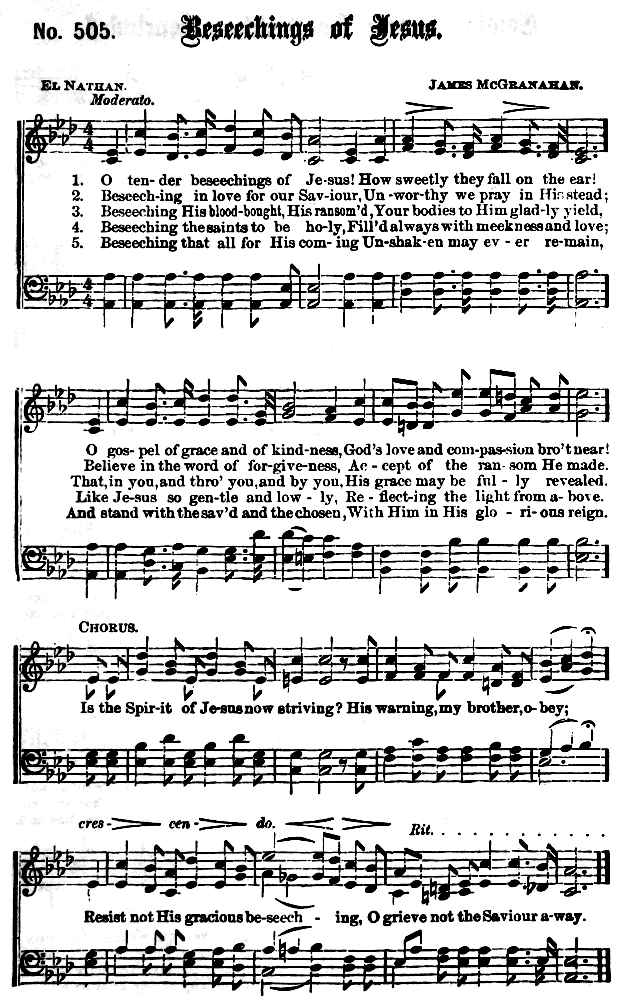 No. 505. Beseechings of Jesus.
EL NATHAN. JAMES MCGRANAHAN.
Moderato.
1. O ten-der beseechings of Je-sus! How sweetly they fall on the ear!
2. Beseech-ing in love for our Sav-iour, Un-wor-thy we pray in His stead;
3. Beseeching His blood-bought, His ransom'd, Your bodies to Him glad-ly yield,
4. Beseeching the saints to be ho-ly, Fill'd always with meekness and love;
5. Beseeching that all for His com-ing Un-shak-en may ev-er re-main,
O gos-pel of grace and of kind-ness, God's love and com-pas-sion bro't near!
Believe in the word of for-give-ness, Ac-cept of the ran-som He made.
That, in you, and thro' you, and by you, His grace may be ful-ly revealed.
Like Je-sus so gen-tle and low-ly, Re-flect-ing the light from a-bove.
And stand with the sav'd and the chosen, With Him in His glo-ri-ous reign.
CHORUS.
Is the Spir-it of Je-sus now striving? His warning, my brother, o-bey;
cres - cen - do. Rit. . . . . . . . . . . . . .
Resist not His gracious be-seech - ing, O grieve not the Saviour a-way.